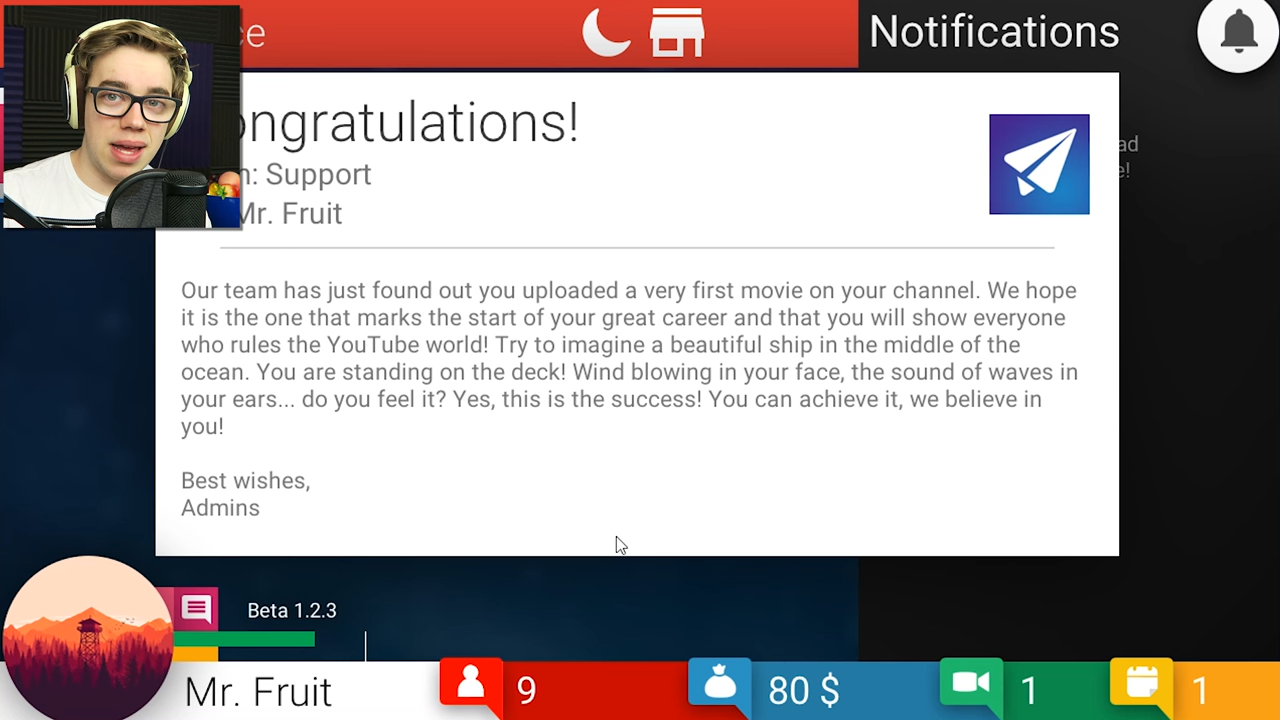 ce
Notifications
ongratulations!
Support
Mr. Fruit
ad
e!
Our team has just found out you uploaded a very first movie on your channel. We hope
it is the one that marks the start of your great career and that you will show everyone
who rules the YouTube world! Try to imagine a beautiful ship in the middle of the
ocean. You are standing on the deck! Wind blowing in your face, the sound of waves in
your ears... do you feel it? Yes, this is the success! You can achieve it, we believe in
you!
Best wishes,
Admins
Beta 1.2.3
Mr. Fruit
9
80 $
1
1